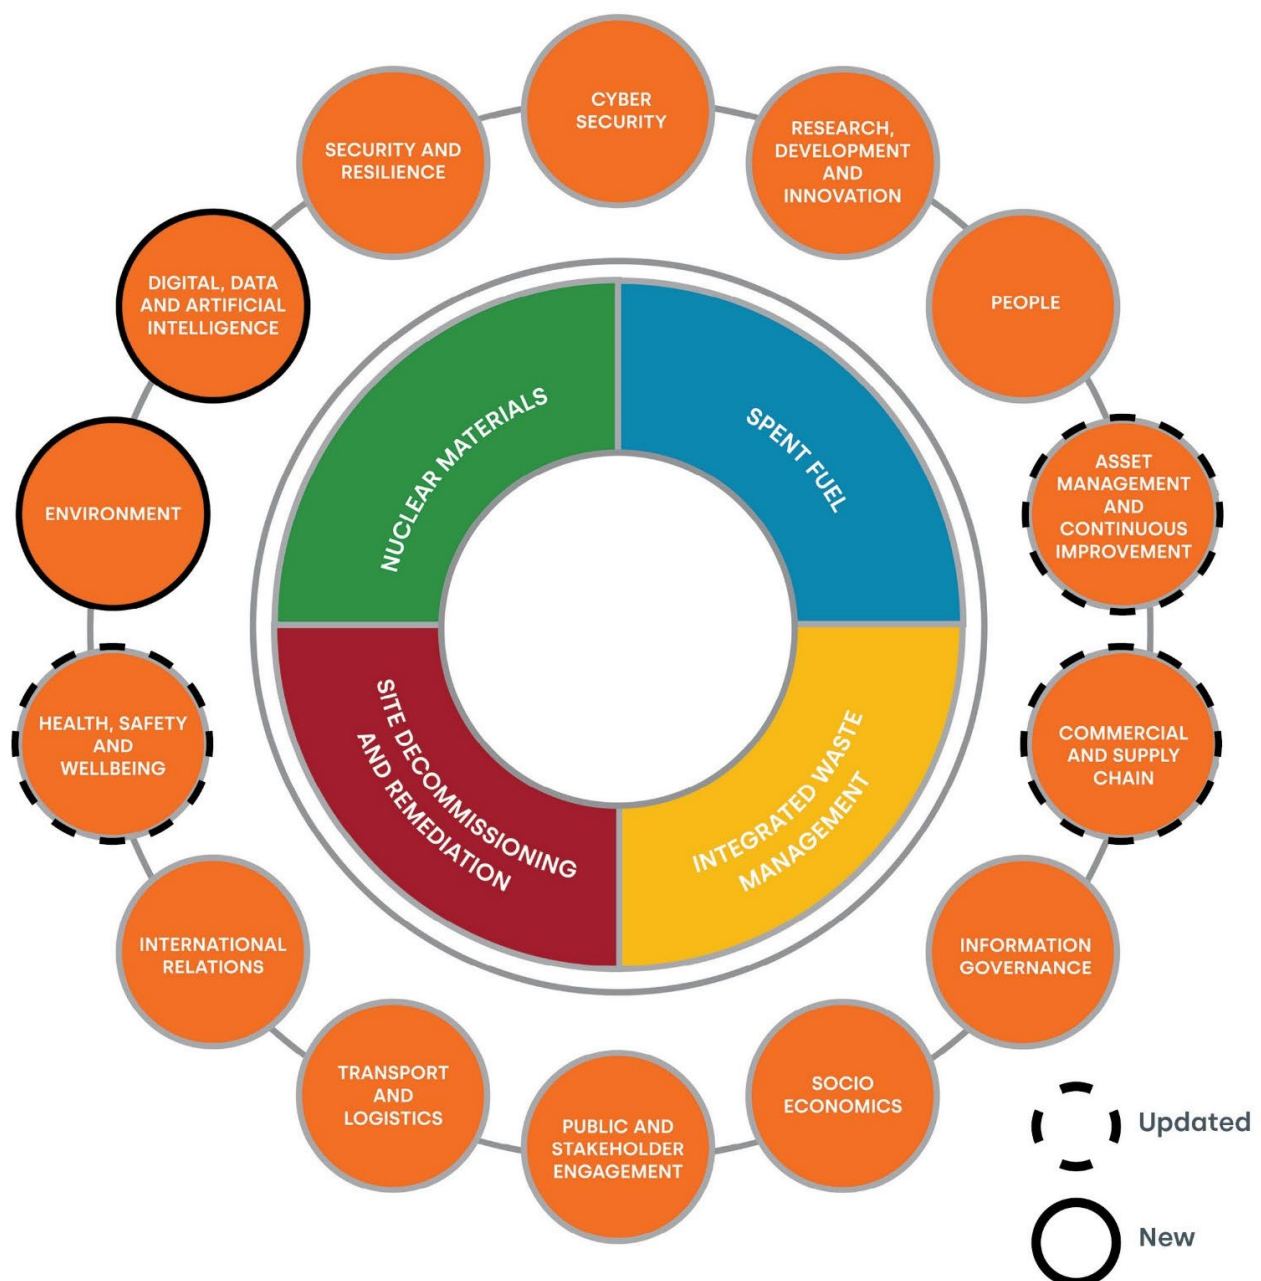 CYBER
SECURITY
RESEARCH,
DEVELOPMENT
AND
INNOVATION
PEOPLE
ASSET
MANAGEMENT
AND
CONTINUOUS
IMPROVEMENT
COMMERCIAL
AND SUPPLY
CHAIN
INFORMATION
GOVERNANCE
SOCIO
ECONOMICS
PUBLIC AND
STAKEHOLDER
ENGAGEMENT
TRANSPORT
AND
LOGISTICS
INTERNATIONAL
RELATIONS
HEALTH, SAFETY
AND
WELLBEING
ENVIRONMENT
DIGITAL, DATA
AND ARTIFICIAL
INTELLIGENCE
SECURITY AND
RESILIENCE
NUCLEAR MATERIALS
SPENT FUEL
INTEGRATED WASTE
MANAGEMENT
SITE DECOMMISSIONING
AND REMEDIATION
Updated
New